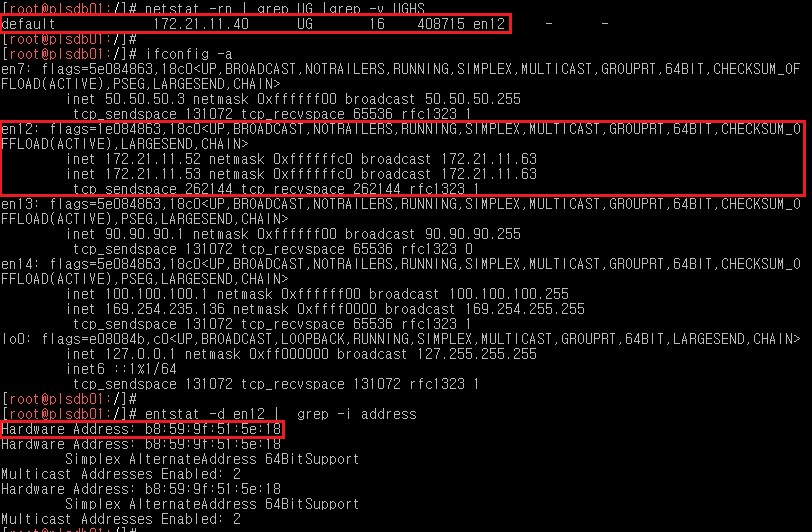 [root@plsdb01:/]# netstat -rn | grep UG |grep -v UGHS
default 172.21.11.40 UG 16 408715 en12 - -
[root@plsdb01:/]#
[root@plsdb01:/]# ifconfig -a
en7: flags=5e084863,18c0<UP,BROADCAST,NOTRAILERS,RUNNING,SIMPLEX,MULTICAST,GROUPRT,64BIT,CHECKSUM_OF
FLOAD(ACTIVE),PSEG,LARGESEND,CHAIN>
inet 50.50.50.3 netmask 0xffffff00 broadcast 50.50.50.255
tcp_sendspace 131072 tcp_recvspace 65536 rfc1323 1
en12: flags=1e084863,18c0<UP,BROADCAST,NOTRAILERS,RUNNING,SIMPLEX,MULTICAST,GROUPRT,64BIT,CHECKSUM_O
FFLOAD(ACTIVE),LARGESEND,CHAIN>
inet 172.21.11.52 netmask 0xffffffc0 broadcast 172.21.11.63
inet 172.21.11.53 netmask 0xffffffc0 broadcast 172.21.11.63
tcp_sendspace 262144 tcp_recvspace 262144 rfc1323 1
en13: flags=5e084863,18c0<UP,BROADCAST,NOTRAILERS,RUNNING,SIMPLEX,MULTICAST,GROUPRT,64BIT,CHECKSUM_O
FFLOAD(ACTIVE),PSEG,LARGESEND,CHAIN>
inet 90.90.90.1 netmask 0xffffff00 broadcast 90.90.90.255
tcp_sendspace 131072 tcp_recvspace 65536 rfc1323 0
en14: flags=5e084863,18c0<UP,BROADCAST,NOTRAILERS,RUNNING,SIMPLEX,MULTICAST,GROUPRT,64BIT,CHECKSUM_O
FFLOAD(ACTIVE),PSEG,LARGESEND,CHAIN>
inet 100.100.100.1 netmask 0xffffff00 broadcast 100.100.100.255
inet 169.254.235.136 netmask 0xffff0000 broadcast 169.254.255.255
tcp_sendspace 131072 tcp_recvspace 65536 rfc1323 1
lo0: flags=e08084b,c0<UP,BROADCAST,LOOPBACK,RUNNING,SIMPLEX,MULTICAST,GROUPRT,64BIT,LARGESEND,CHAIN>
inet 127.0.0.1 netmask 0xff000000 broadcast 127.255.255.255
inet6 ::1%1/64
tcp_sendspace 131072 tcp_recvspace 131072 rfc1323 1
[root@plsdb01:/]#
[root@plsdb01:/]# entstat -d en12 | grep -i address
Hardware Address: b8:59:9f:51:5e:18
Hardware Address: b8:59:9f:51:5e:18
Simplex AlternateAddress 64BitSupport
Multicast Addresses Enabled: 2
Hardware Address: b8:59:9f:51:5e:18
Simplex AlternateAddress 64BitSupport
Multicast Addresses Enabled: 2
[root@plsdb01:/]#